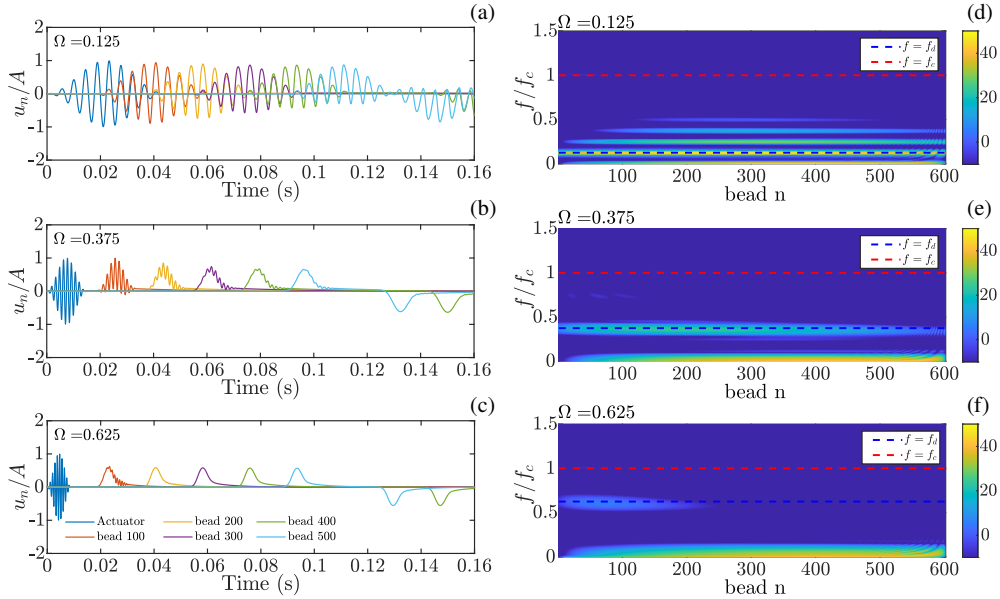 (a)
Ω = 0.125
u_n/A
2
1
0
-1
-2
0 0.02 0.04 0.06 0.08 0.1 0.12 0.14 0.16
Time (s)
(d)
Ω =0.125
f/f_c
1.5
1
0.5
0
f = f_d
f = f_c
100 200 300 400 500 600
bead n
40
20
0
(b)
Ω =0.375
u_n/A
2
1
0
-1
-2
0 0.02 0.04 0.06 0.08 0.1 0.12 0.14 0.16
Time (s)
(e)
Ω =0.375
f/f_c
1.5
1
0.5
0
f = f_d
f = f_c
100 200 300 400 500 600
bead n
40
20
0
(c)
Ω =0.625
u_n/A
2
1
0
-1
-2
Actuator bead 200 bead 400
bead 100 bead 300 bead 500
0 0.02 0.04 0.06 0.08 0.1 0.12 0.14 0.16
Time (s)
(f)
Ω =0.625
f/f_c
1.5
1
0.5
0
f = f_d
f = f_c
100 200 300 400 500 600
bead n
40
20
0